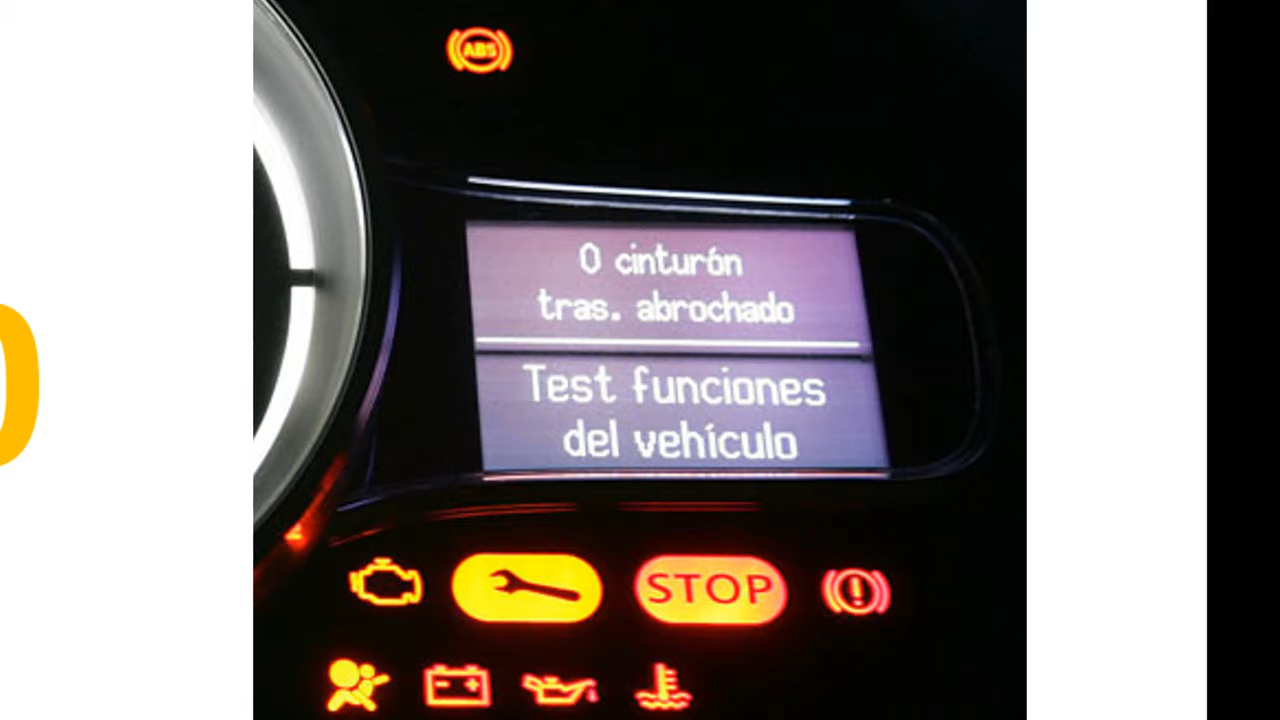 ABS
0 cinturón
tras. abrochado
Test funciones
del vehículo
STOP